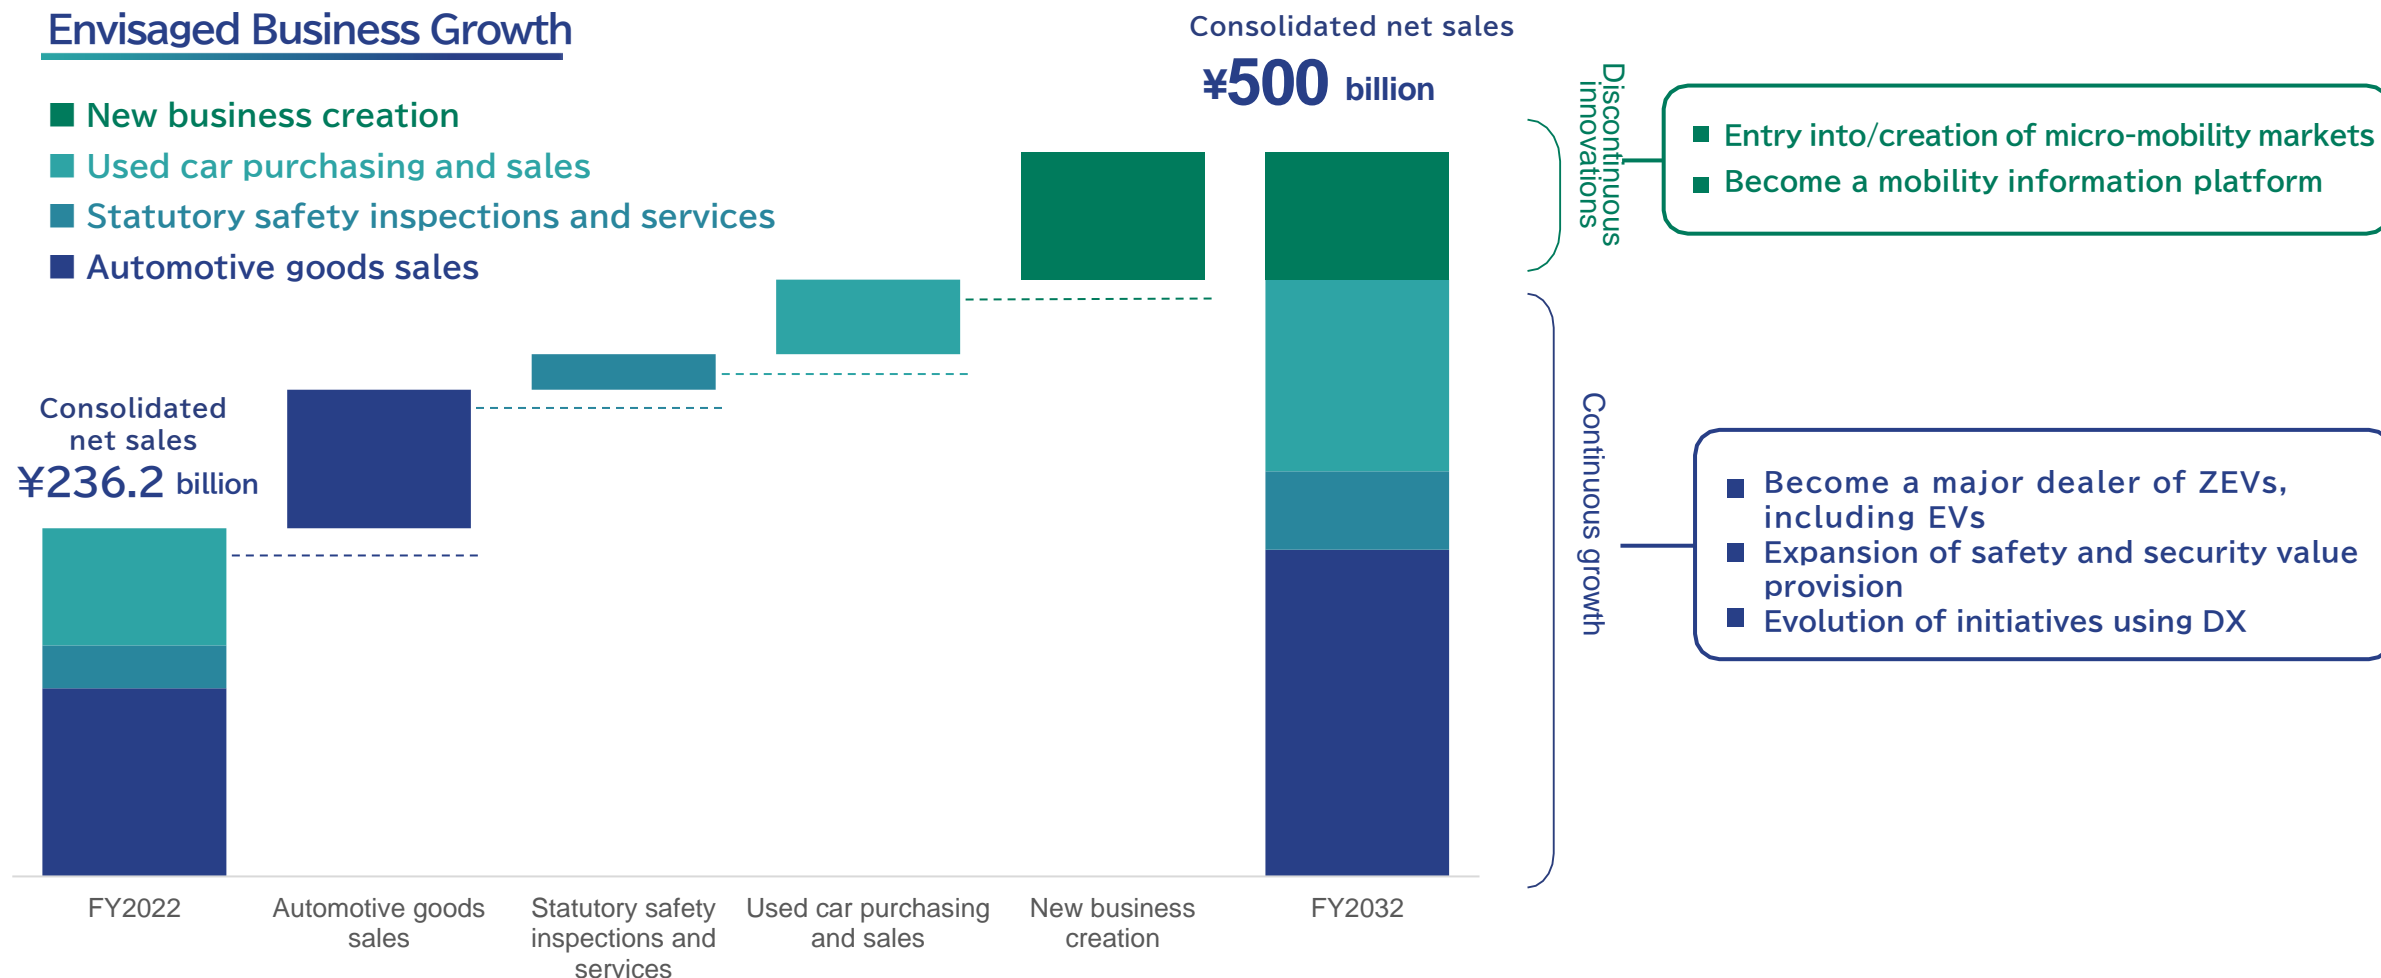 Envisaged Business Growth
New business creation
Used car purchasing and sales
Statutory safety inspections and services
Automotive goods sales
Consolidated
net sales
¥236.2 billion
Consolidated net sales
¥500 billion
Discontinuous
innovations
Entry into/creation of micro-mobility markets
Become a mobility information platform
Continuous growth
Become a major dealer of ZEVs,
including EVs
Expansion of safety and security value
provision
Evolution of initiatives using DX
FY2022
Automotive goods
sales
Statutory safety
inspections and
services
Used car purchasing
and sales
New business
creation
FY2032